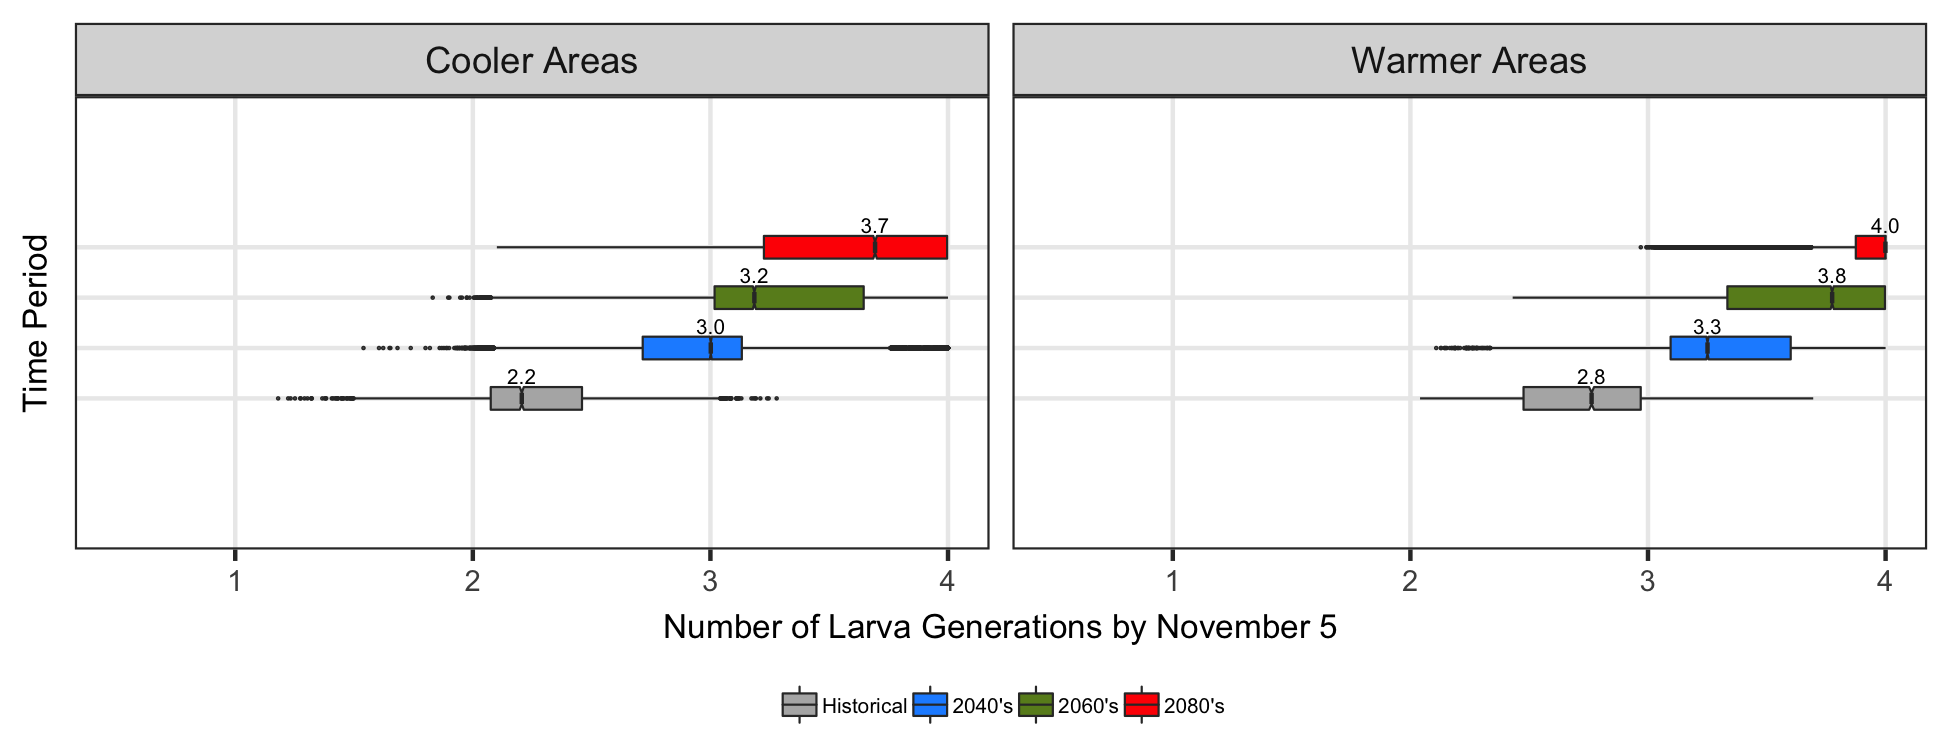 Cooler Areas
Warmer Areas
Time Period
3.7
3.2
3.0
2.2
4.0
3.8
3.3
2.8
1 2 3 4
1 2 3 4
Number of Larva Generations by November 5
Historical 2040's 2060's 2080's